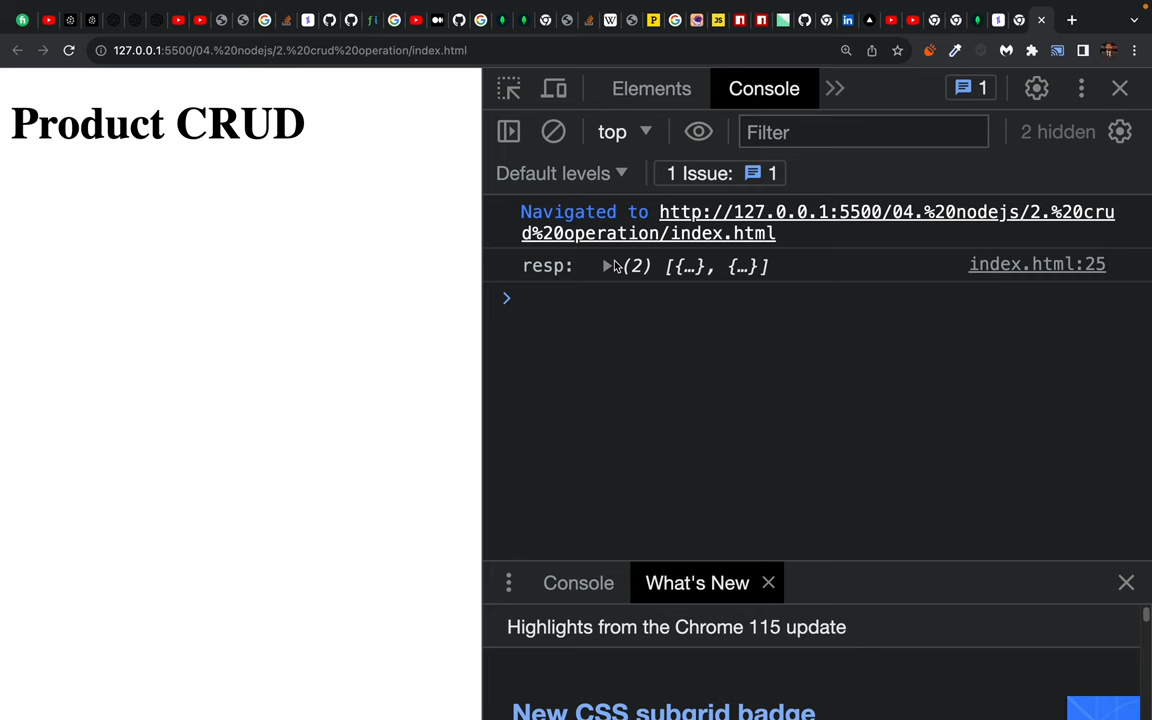 127.0.0.1:5500/04.%20nodejs/2.%20crud%20operation/index.html
Product CRUD
Elements
Console
1
top
Filter
2 hidden
Default levels
1 Issue: 1
Navigated to http://127.0.0.1:5500/04.%20nodejs/2.%20cru
d%20operation/index.html
resp: (2) [{…}, {…}]
index.html:25
Console
What's New
Highlights from the Chrome 115 update
New CSS subgrid badge